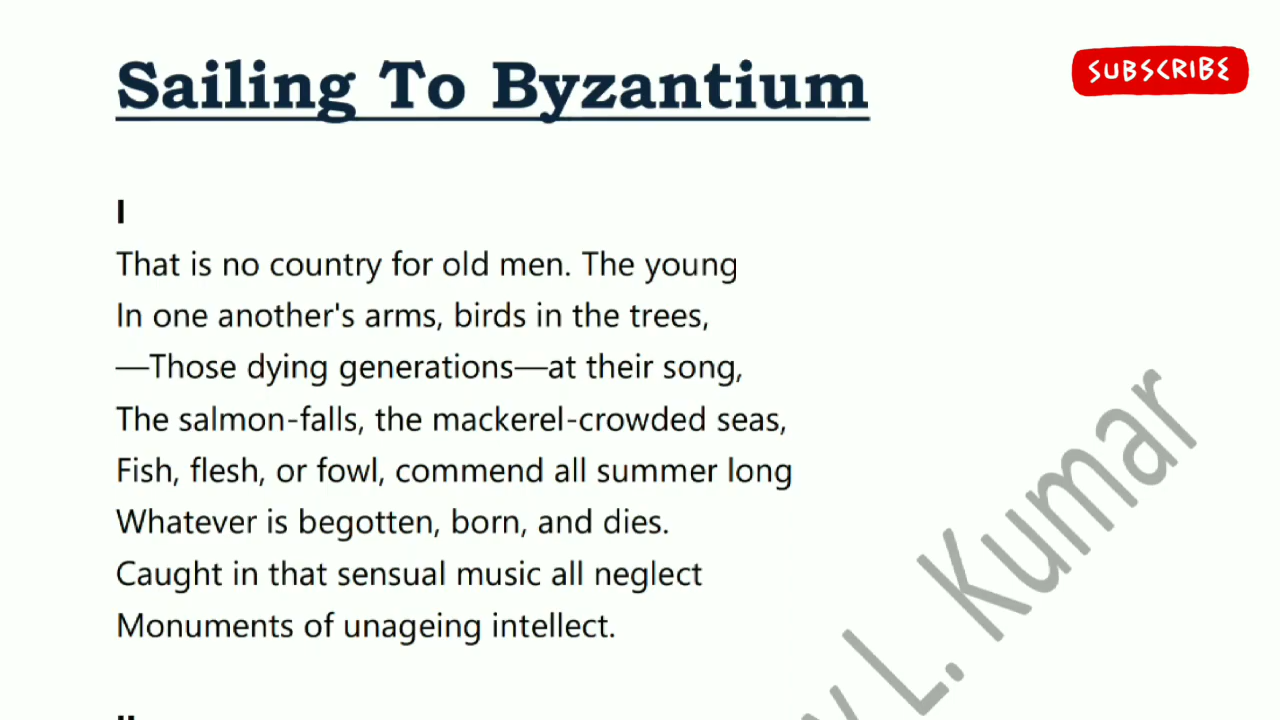 Sailing To Byzantium
SUBSCRIBE
I
That is no country for old men. The young
In one another's arms, birds in the trees,
—Those dying generations—at their song,
The salmon-falls, the mackerel-crowded seas,
Fish, flesh, or fowl, commend all summer long
Whatever is begotten, born, and dies.
Caught in that sensual music all neglect
Monuments of unageing intellect.
L. Kumar